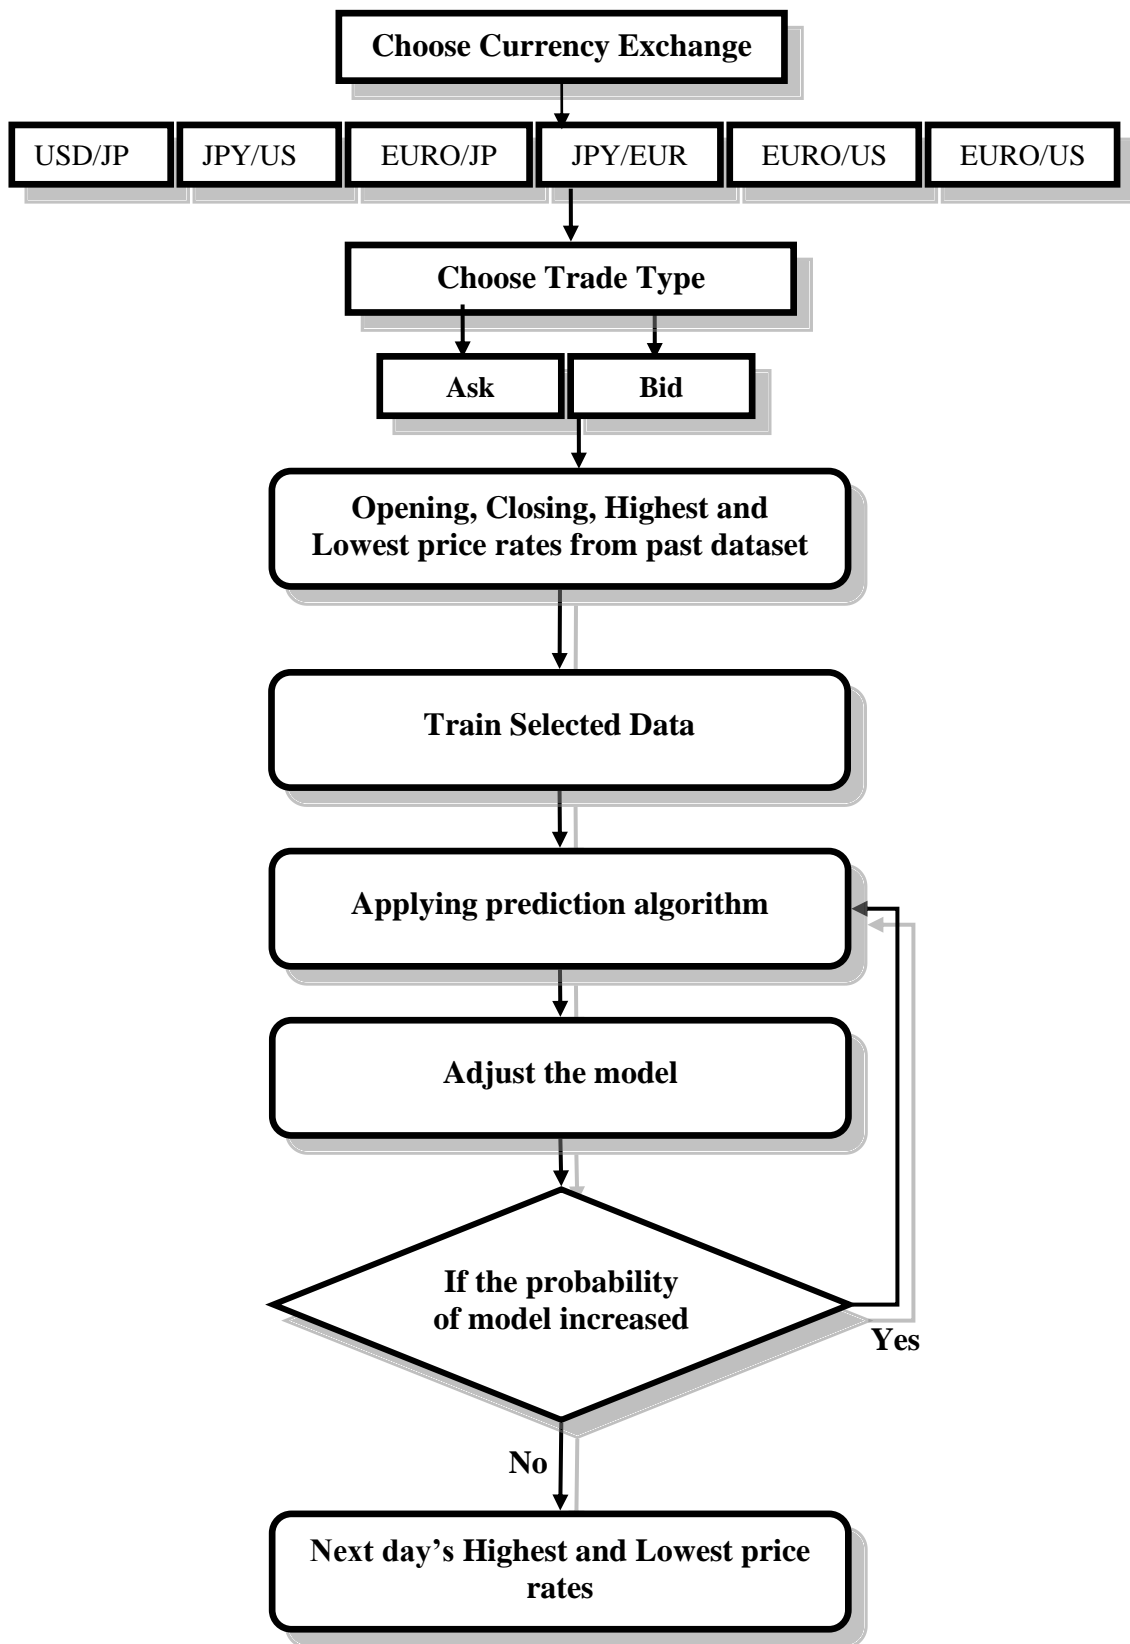 Choose Currency Exchange
USD/JP
JPY/US
EURO/JP
JPY/EUR
EURO/US
EURO/US
Choose Trade Type
Ask
Bid
Opening, Closing, Highest and
Lowest price rates from past dataset
Train Selected Data
Applying prediction algorithm
Adjust the model
If the probability
of model increased
Yes
No
Next day’s Highest and Lowest price
rates